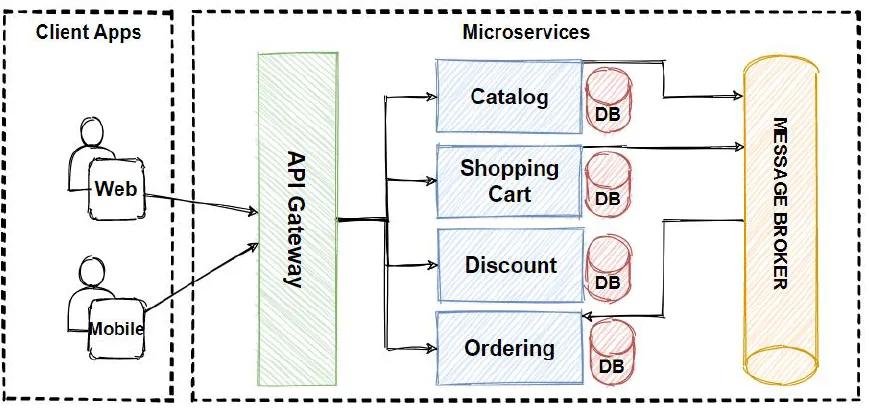 Client Apps
Microservices
Web
Mobile
API Gateway
Catalog
DB
Shopping
Cart
DB
Discount
DB
Ordering
DB
MESSAGE BROKER